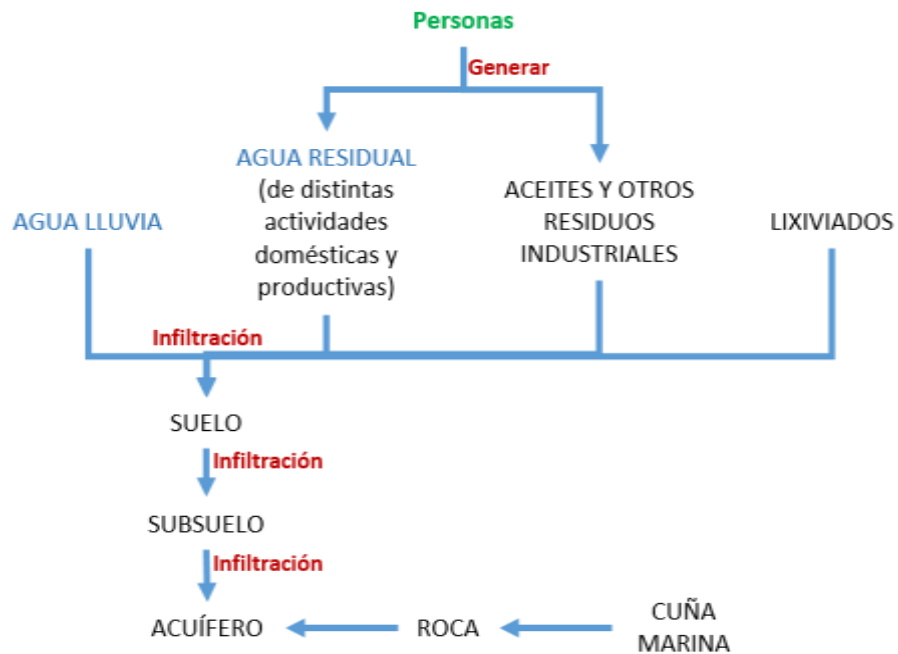 Personas
Generar
AGUA RESIDUAL
(de distintas
actividades
domésticas y
productivas)
ACEITES Y OTROS
RESIDUOS
INDUSTRIALES
AGUA LLUVIA
LIXIVIADOS
Infiltración
SUELO
Infiltración
SUBSUELO
Infiltración
ACUÍFERO
ROCA
CUÑA
MARINA